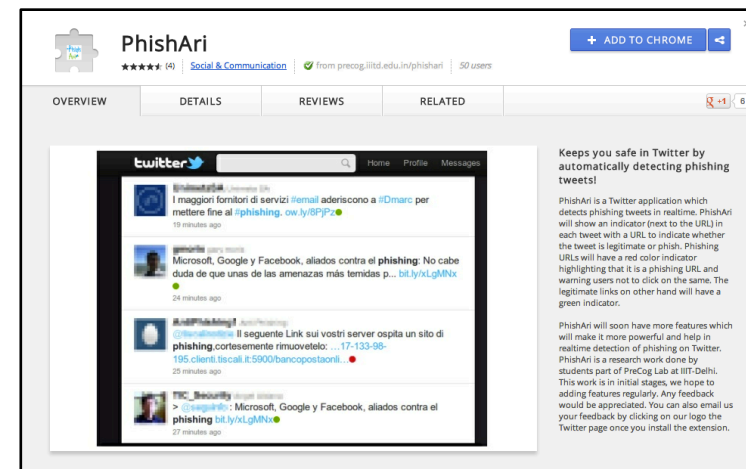 PhishAri
(4) Social & Communication from precog.iiitd.edu.in/phishari 50 users
+ ADD TO CHROME
OVERVIEW DETAILS REVIEWS RELATED
+1 6
twitter
Home Profile Messages
I maggiori fornitori di servizi #email aderiscono a #Dmarc per
mettere fine al #phishing. ow.ly/8PjPz
19 minutes ago
Microsoft, Google y Facebook, aliados contra el phishing: No cabe
duda de que unas de las amenazas más temidas p... bit.ly/xLgMNx
24 minutes ago
Il seguente Link sui vostri server ospita un sito di
phishing,cortesemente rimuovetelo: ...17-133-98-
195.clienti.tiscali.it:5900/bancopostaonli...
25 minutes ago
TIC_Security
> : Microsoft, Google y Facebook, aliados contra el
phishing bit.ly/xLgMNx
27 minutes ago
Keeps you safe in Twitter by
automatically detecting phishing
tweets!
PhishAri is a Twitter application which
detects phishing tweets in realtime. PhishAri
will show an indicator (next to the URL) in
each tweet with a URL to indicate whether
the tweet is legitimate or phish. Phishing
URLs will have a red color indicator
highlighting that it is a phishing URL and
warning users not to click on the same. The
legitimate links on other hand will have a
green indicator.
PhishAri will soon have more features which
will make it more powerful and help in
realtime detection of phishing on Twitter.
PhishAri is a research work done by
students part of PreCog Lab at IIIT-Delhi.
This work is in initial stages, we hope to
adding features regularly. Any feedback
would be appreciated. You can also email us
your feedback by clicking on our logo the
Twitter page once you install the extension.